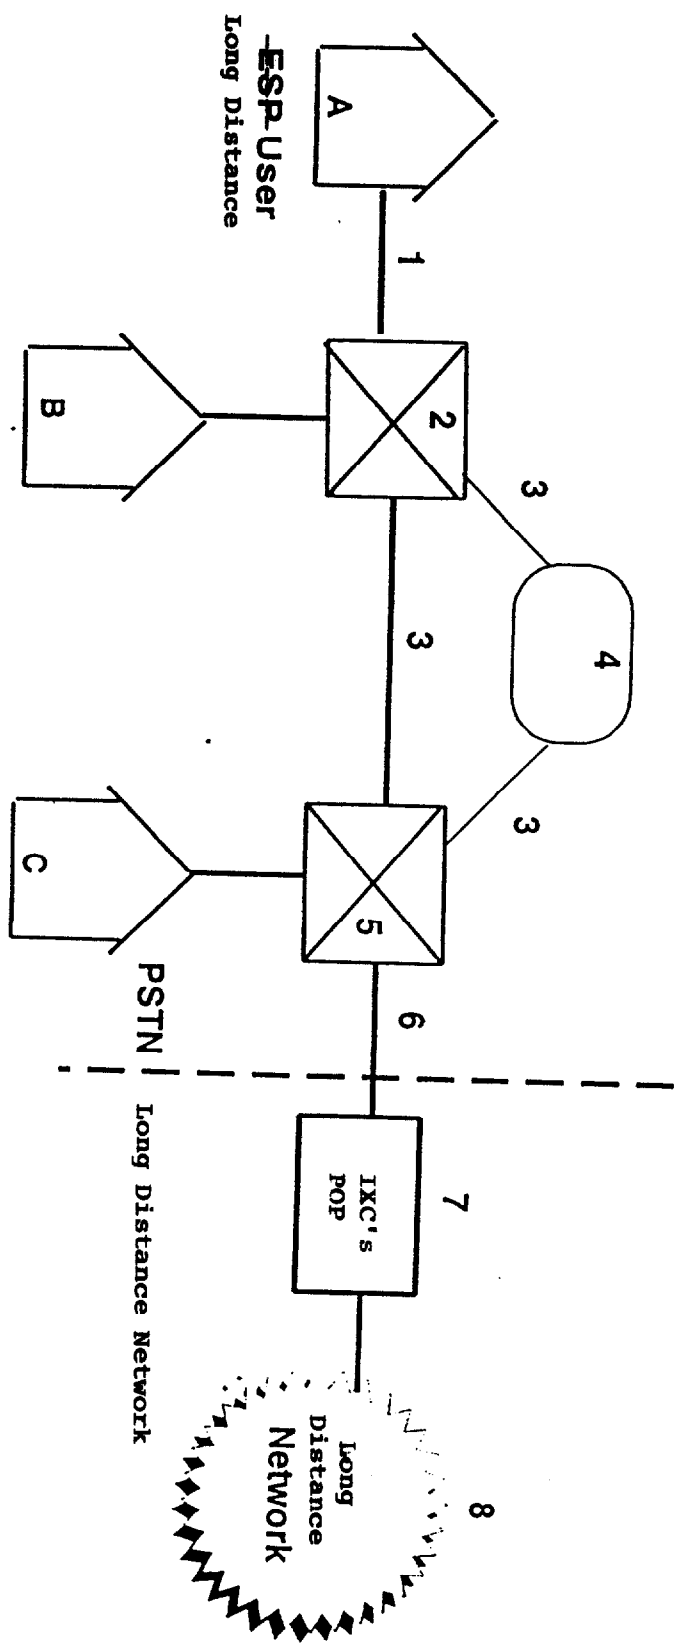 A
ESP User
Long Distance
1
2
B
3
3
4
3
5
C
PSTN
6
Long Distance Network
7
IXC's
POP
8
Long
Distance
Network